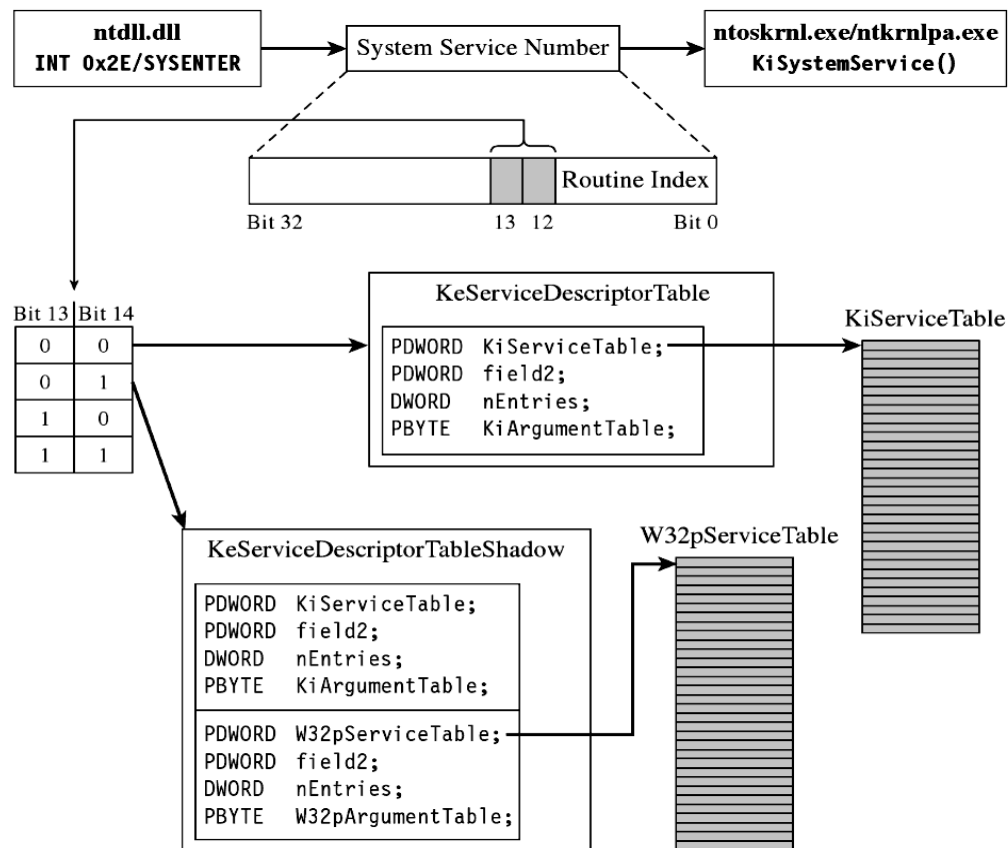 ntdll.dll
INT 0x2E/SYSENTER
System Service Number
ntoskrnl.exe/ntkrnlpa.exe
KiSystemService()
Routine Index
Bit 32
13
12
Bit 0
Bit 13 Bit 14
0 0
0 1
1 0
1 1
KeServiceDescriptorTable
PDWORD KiServiceTable;
PDWORD field2;
DWORD nEntries;
PBYTE KiArgumentTable;
KiServiceTable
KeServiceDescriptorTableShadow
PDWORD KiServiceTable;
PDWORD field2;
DWORD nEntries;
PBYTE KiArgumentTable;
PDWORD W32pServiceTable;
PDWORD field2;
DWORD nEntries;
PBYTE W32pArgumentTable;
W32pServiceTable